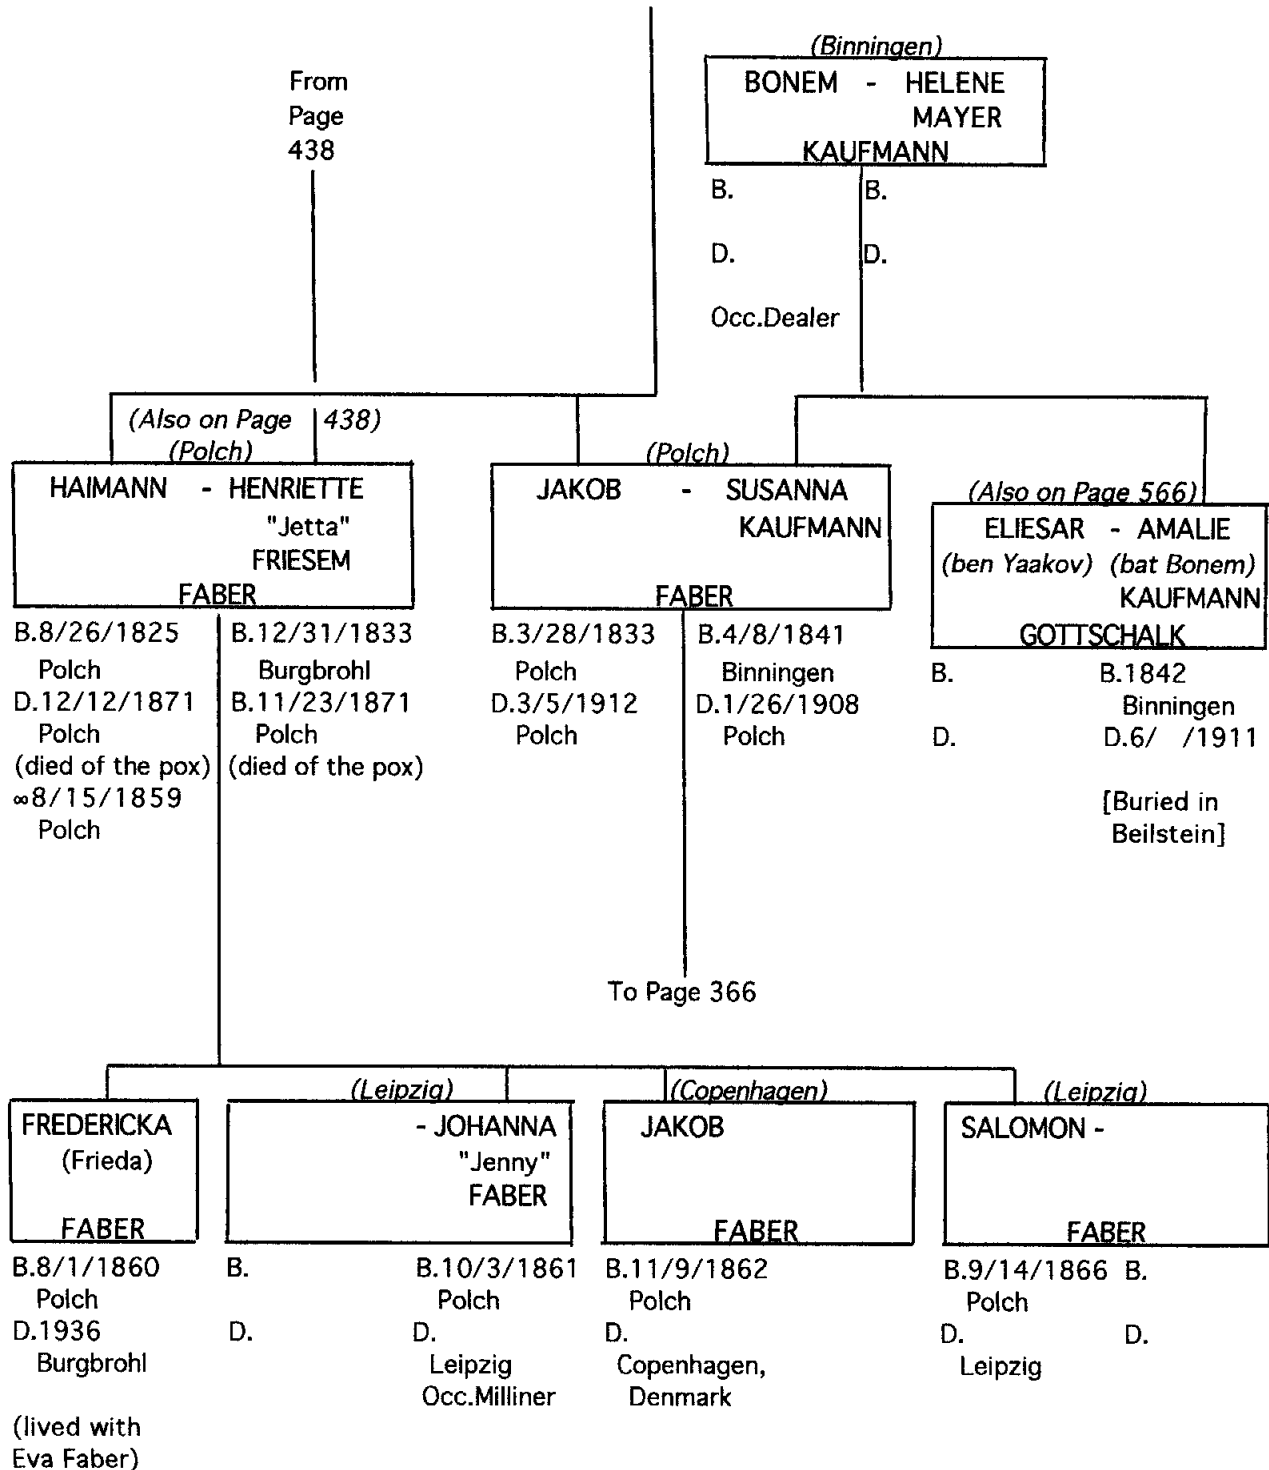 From
Page
438
(Binningen)
BONEM - HELENE
MAYER
KAUFMANN
B. B.
D. D.
Occ.Dealer
(Also on Page 438)
(Polch)
HAIMANN - HENRIETTE
"Jetta"
FRIESEM
FABER
B.8/26/1825 B.12/31/1833
Polch Burgbrohl
D.12/12/1871 B.11/23/1871
Polch Polch
(died of the pox) (died of the pox)
∞8/15/1859
Polch
(Polch)
JAKOB - SUSANNA
KAUFMANN
FABER
B.3/28/1833 B.4/8/1841
Polch Binningen
D.3/5/1912 D.1/26/1908
Polch Polch
To Page 366
(Also on Page 566)
ELIESAR - AMALIE
(ben Yaakov) (bat Bonem)
KAUFMANN
GOTTSCHALK
B. B.1842
Binningen
D. D.6/ /1911
[Buried in
Beilstein]
FREDERICKA
(Frieda)
FABER
B.8/1/1860
Polch
D.1936
Burgbrohl
(lived with
Eva Faber)
(Leipzig)
- JOHANNA
"Jenny"
FABER
B. B.10/3/1861
Polch
D. D.
Leipzig
Occ.Milliner
(Copenhagen)
JAKOB
FABER
B.11/9/1862
Polch
D.
Copenhagen,
Denmark
(Leipzig)
SALOMON -
FABER
B.9/14/1866 B.
Polch
D. D.
Leipzig